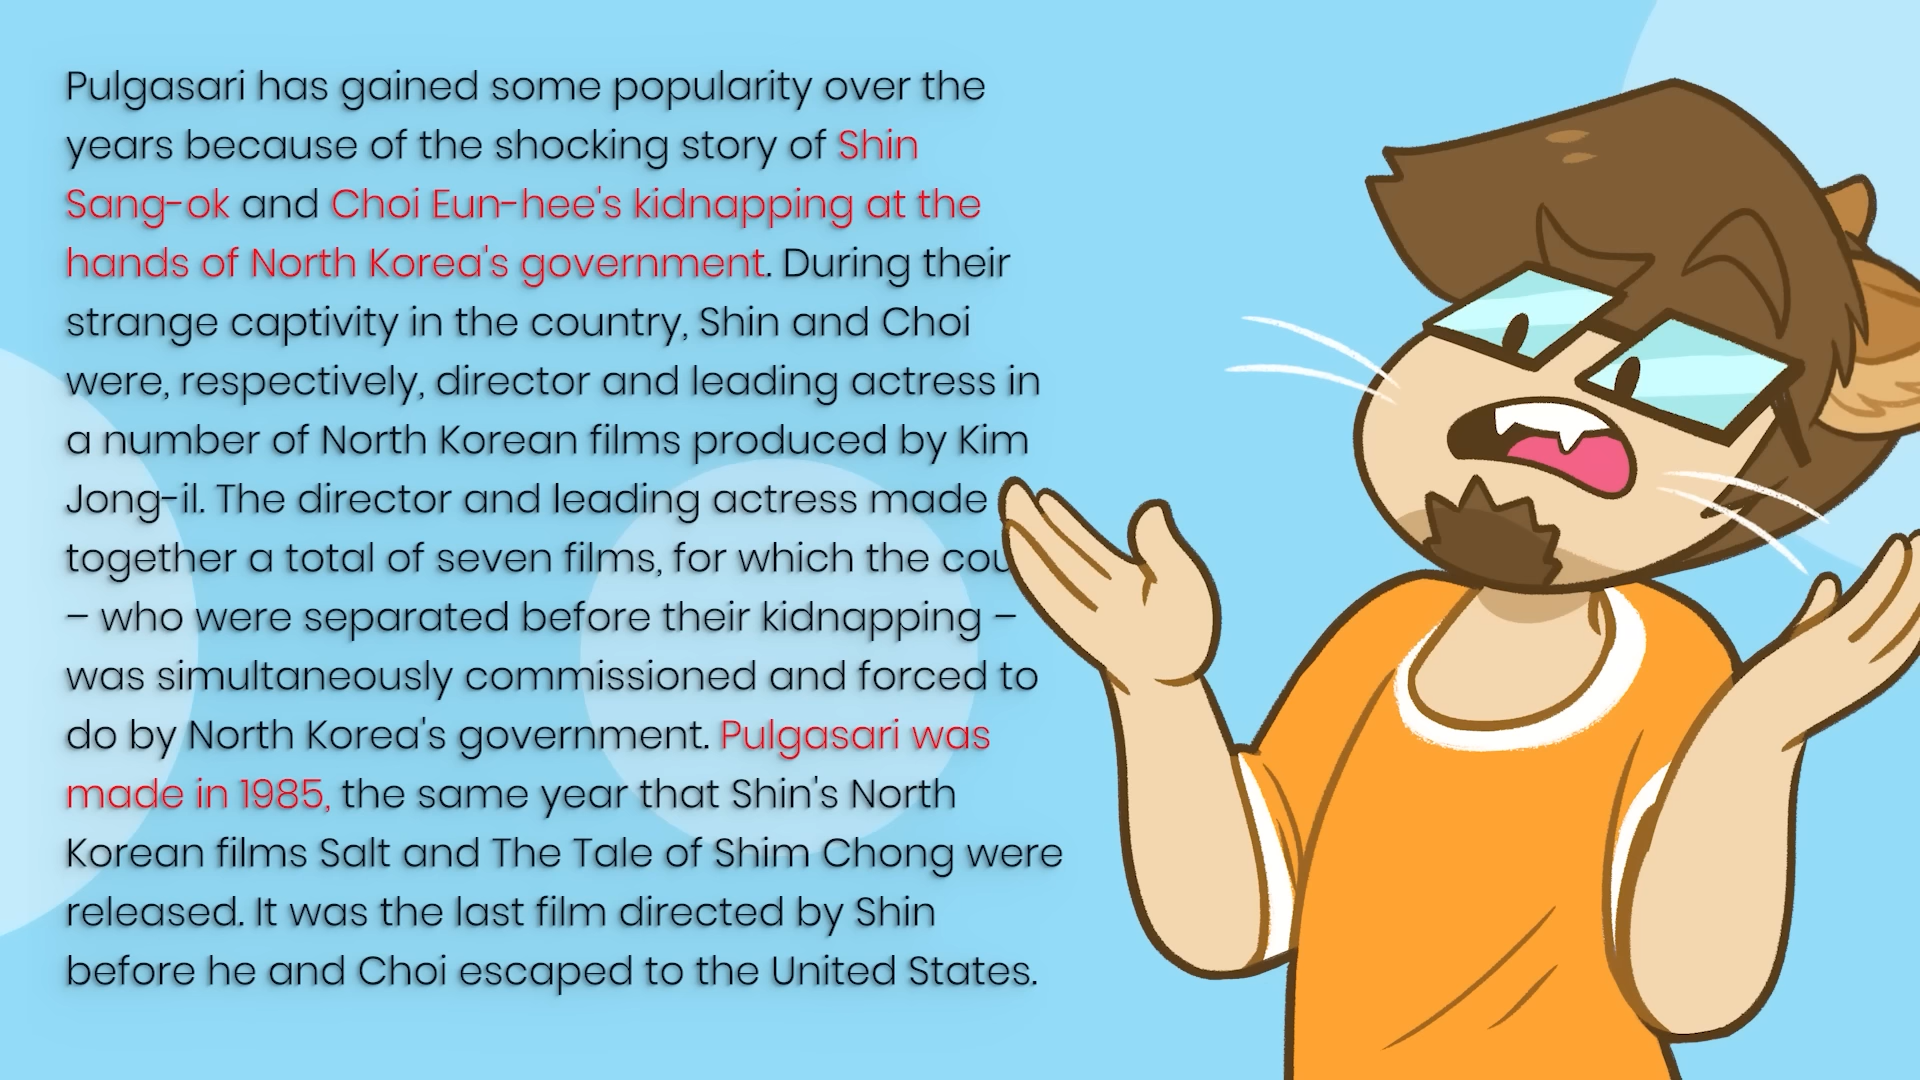 Pulgasari has gained some popularity over the
years because of the shocking story of Shin
Sang-ok and Choi Eun-hee's kidnapping at the
hands of North Korea's government. During their
strange captivity in the country, Shin and Choi
were, respectively, director and leading actress in
a number of North Korean films produced by Kim
Jong-il. The director and leading actress made
together a total of seven films, for which the
– who were separated before their kidnapping –
was simultaneously commissioned and forced to
do by North Korea's government. Pulgasari was
made in 1985, the same year that Shin's North
Korean films Salt and The Tale of Shim Chong were
released. It was the last film directed by Shin
before he and Choi escaped to the United States.